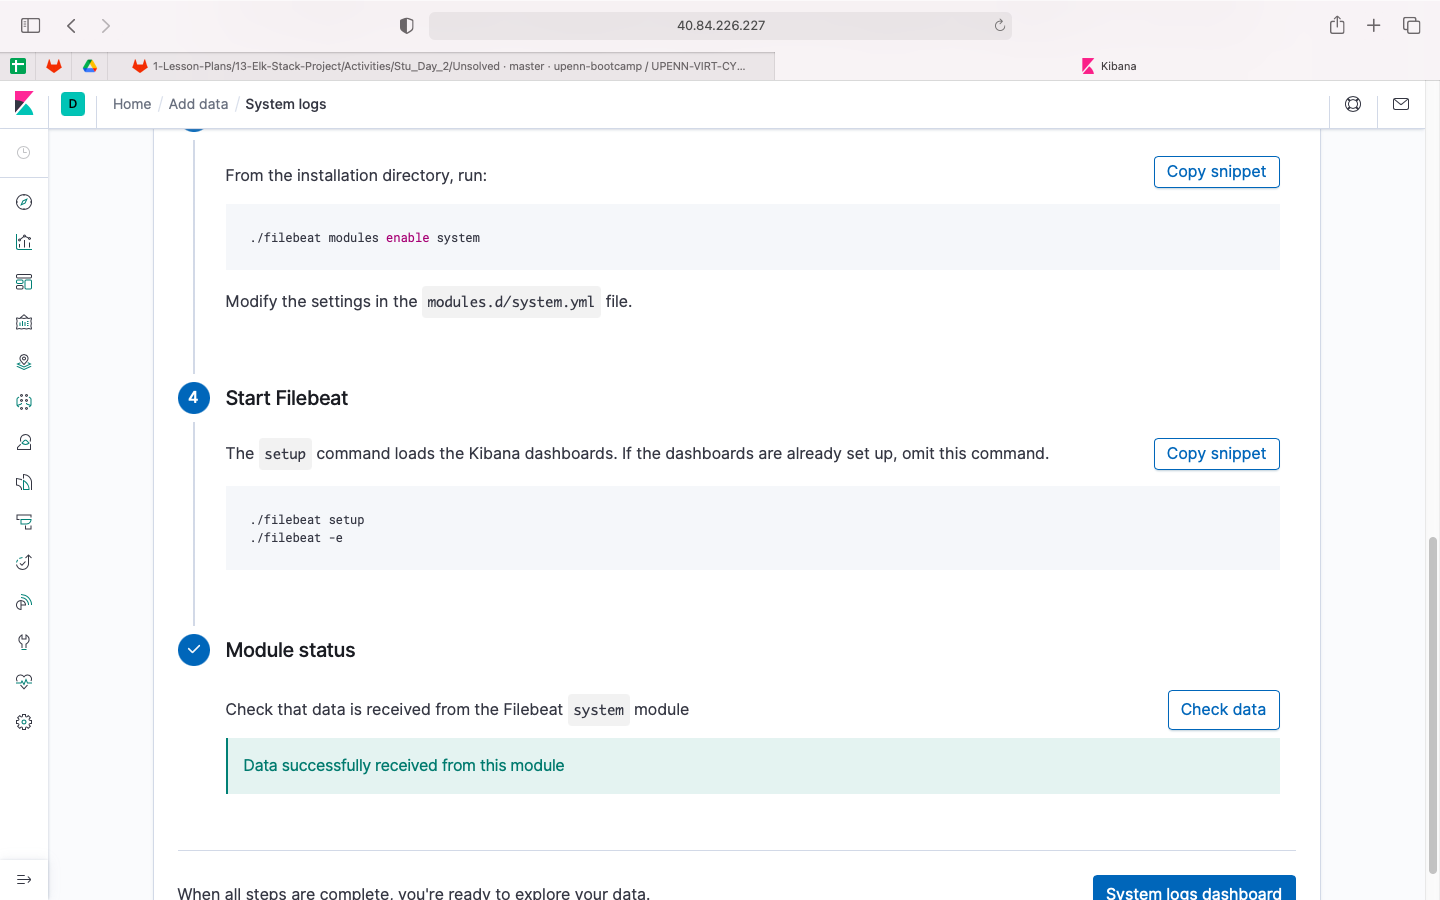 40.84.226.227
1-Lesson-Plans/13-Elk-Stack-Project/Activities/Stu_Day_2/Unsolved · master · upenn-bootcamp / UPENN-VIRT-CY...
Kibana
D
Home / Add data / System logs
From the installation directory, run:
Copy snippet
./filebeat modules enable system
Modify the settings in the modules.d/system.yml file.
4
Start Filebeat
The setup command loads the Kibana dashboards. If the dashboards are already set up, omit this command.
Copy snippet
./filebeat setup
./filebeat -e
Module status
Check that data is received from the Filebeat system module
Check data
Data successfully received from this module
When all steps are complete, you're ready to explore your data.
System logs dashboard